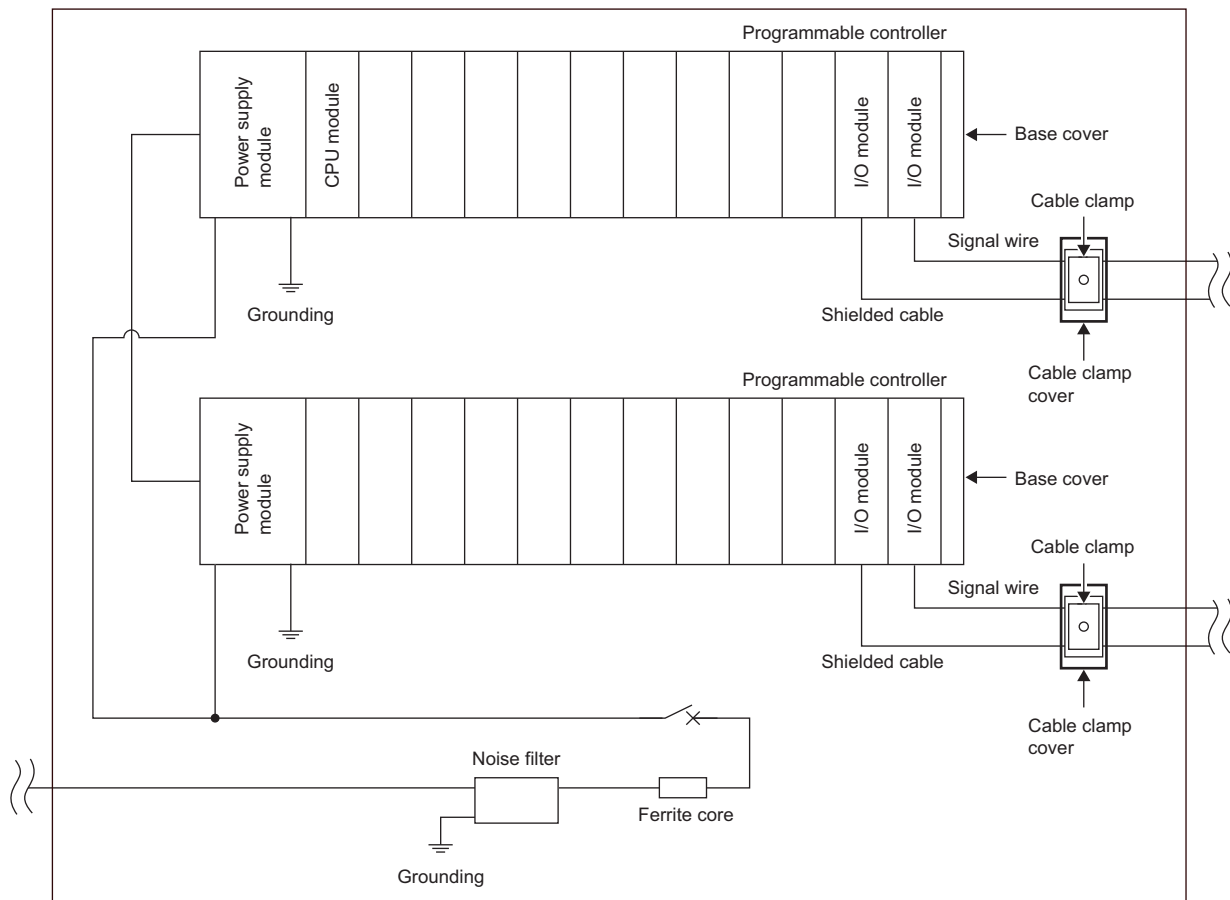 Programmable controller
Power supply
module
CPU module
I/O module
I/O module
Base cover
Cable clamp
Signal wire
Grounding
Shielded cable
Cable clamp
cover
Programmable controller
Power supply
module
I/O module
I/O module
Base cover
Cable clamp
Signal wire
Grounding
Shielded cable
Cable clamp
cover
Noise filter
Ferrite core
Grounding